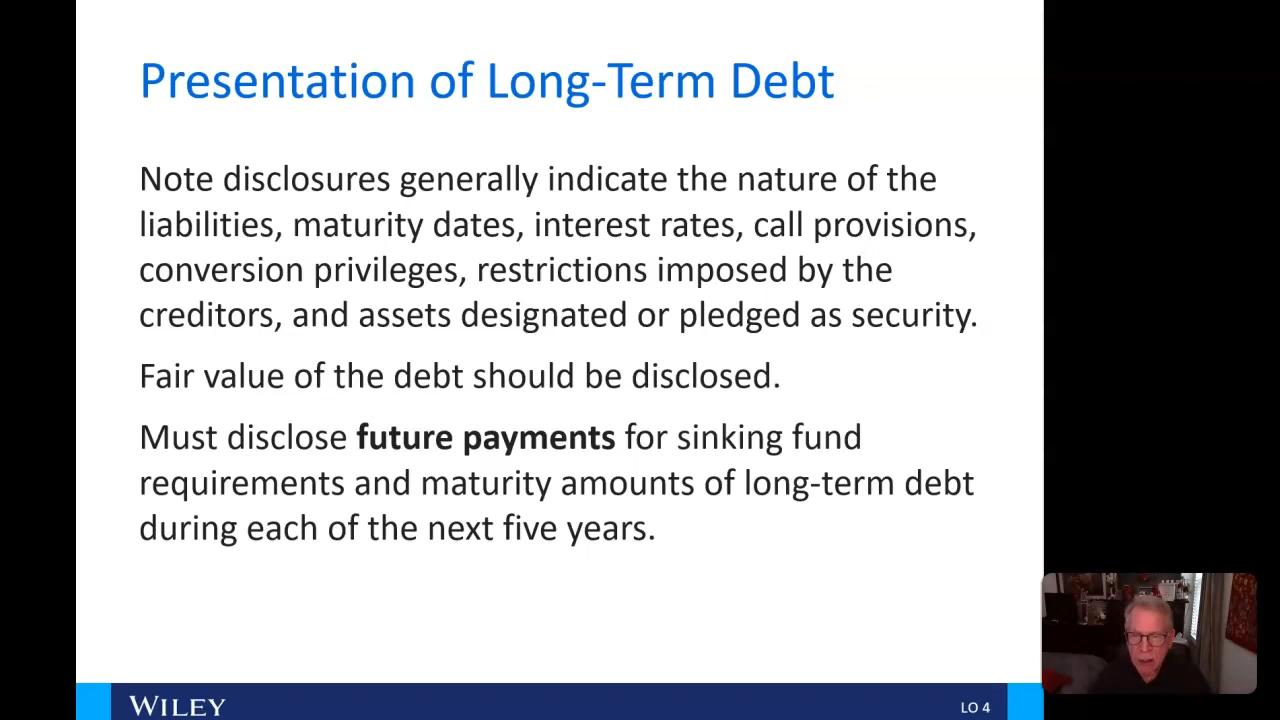 Presentation of Long-Term Debt
Note disclosures generally indicate the nature of the
liabilities, maturity dates, interest rates, call provisions,
conversion privileges, restrictions imposed by the
creditors, and assets designated or pledged as security.
Fair value of the debt should be disclosed.
Must disclose future payments for sinking fund
requirements and maturity amounts of long-term debt
during each of the next five years.
WILEY
LO 4